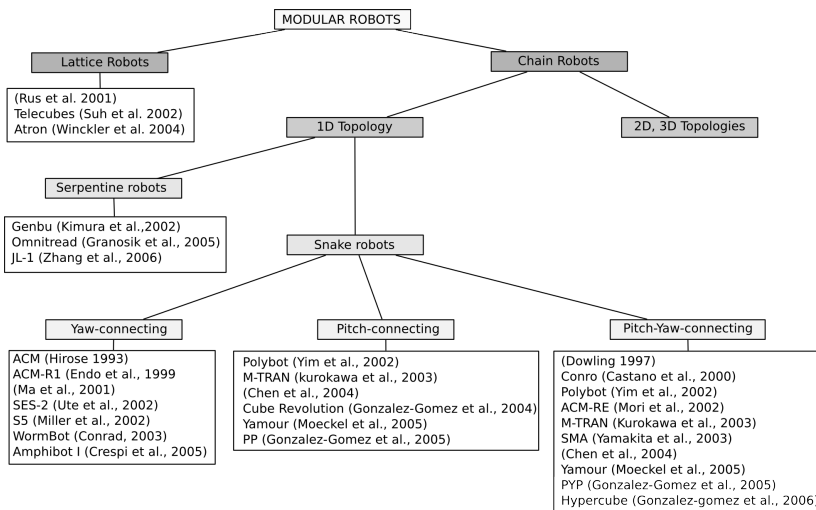 MODULAR ROBOTS
Lattice Robots
Chain Robots
(Rus et al. 2001)
Telecubes (Suh et al. 2002)
Atron (Winckler et al. 2004)
1D Topology
2D, 3D Topologies
Serpentine robots
Genbu (Kimura et al.,2002)
Omnitread (Granosik et al., 2005)
JL-1 (Zhang et al., 2006)
Snake robots
Yaw-connecting
Pitch-connecting
Pitch-Yaw-connecting
ACM (Hirose 1993)
ACM-R1 (Endo et al., 1999
(Ma et al., 2001)
SES-2 (Ute et al., 2002)
S5 (Miller et al., 2002)
WormBot (Conrad, 2003)
Amphibot I (Crespi et al., 2005)
Polybot (Yim et al., 2002)
M-TRAN (kurokawa et al., 2003)
(Chen et al., 2004)
Cube Revolution (Gonzalez-Gomez et al., 2004)
Yamour (Moeckel et al., 2005)
PP (Gonzalez-Gomez et al., 2005)
(Dowling 1997)
Conro (Castano et al., 2000)
Polybot (Yim et al., 2002)
ACM-RE (Mori et al., 2002)
M-TRAN (Kurokawa et al., 2003)
SMA (Yamakita et al., 2003)
(Chen et al., 2004)
Yamour (Moeckel et al., 2005)
PYP (Gonzalez-Gomez et al., 2005)
Hypercube (Gonzalez-gomez et al., 2006)